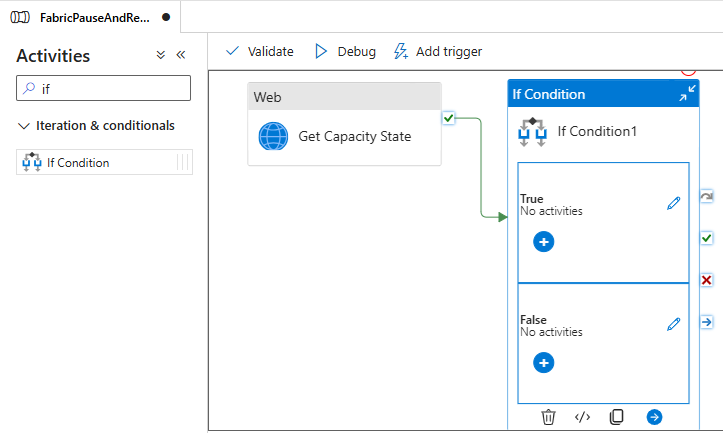 FabricPauseAndRe...
Activities
if
Iteration & conditionals
If Condition
Validate
Debug
Add trigger
Web
Get Capacity State
If Condition
If Condition1
True
No activities
False
No activities